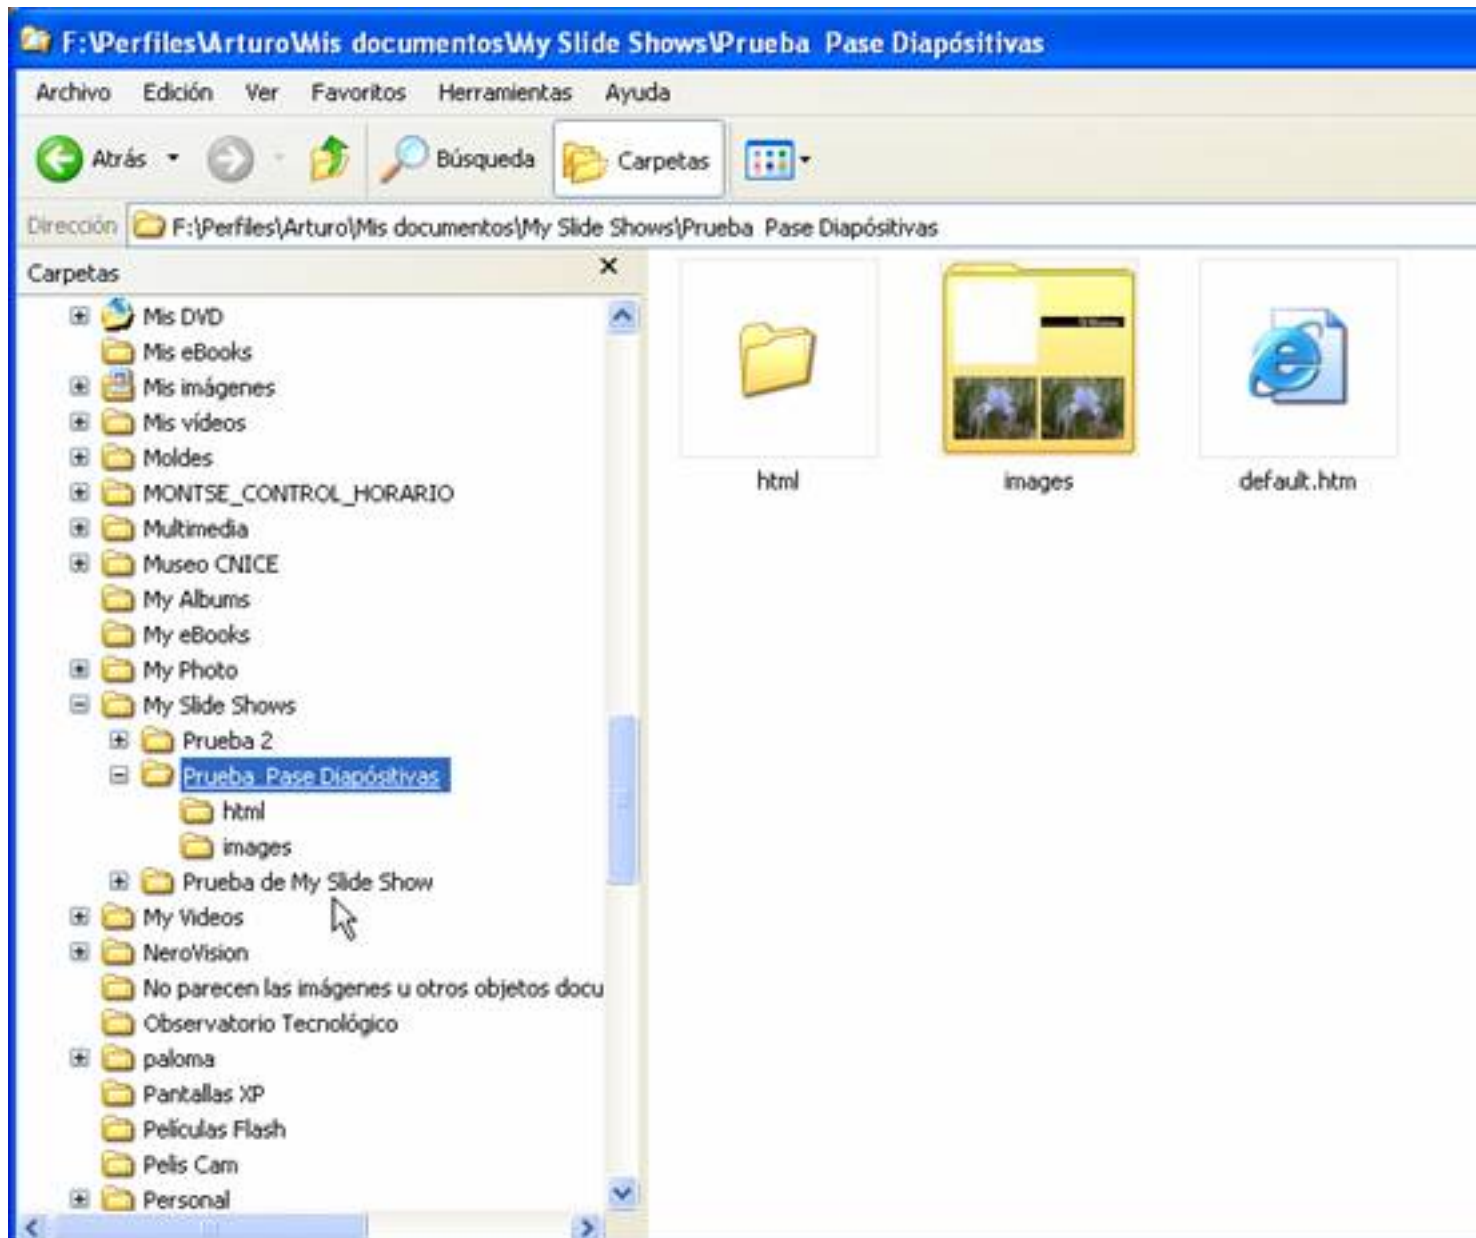 F:\Perfiles\Arturo\Mis documentos\My Slide Shows\Prueba  Pase Diapósitivas
Archivo Edición Ver Favoritos Herramientas Ayuda
Atrás Búsqueda Carpetas
Dirección F:\Perfiles\Arturo\Mis documentos\My Slide Shows\Prueba  Pase Diapósitivas
Carpetas
Mis DVD
Mis eBooks
Mis imágenes
Mis vídeos
Moldes
MONTSE_CONTROL_HORARIO
Multimedia
Museo CNICE
My Albums
My eBooks
My Photo
My Slide Shows
Prueba 2
Prueba  Pase Diapósitivas
html
images
Prueba de My Slide Show
My Videos
NeroVision
No parecen las imágenes u otros objetos docu
Observatorio Tecnológico
paloma
Pantallas XP
Películas Flash
Pelis Cam
Personal
html images default.htm